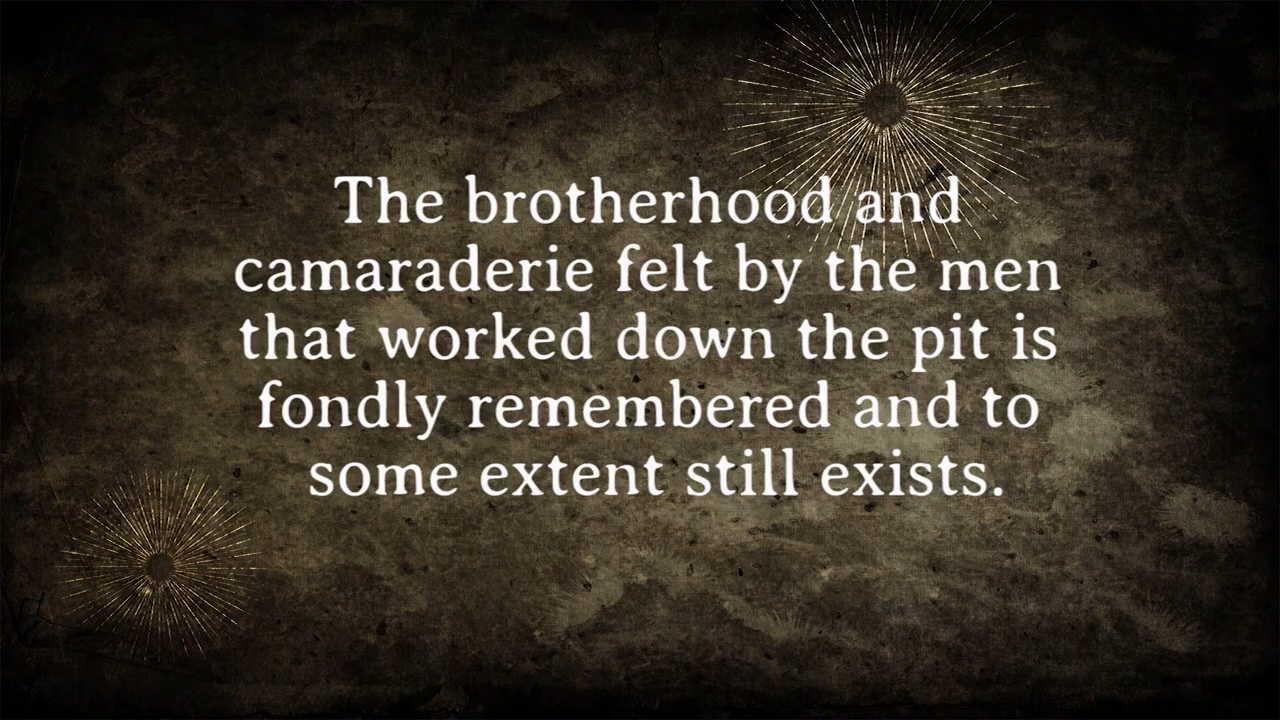 The brotherhood and
camaraderie felt by the men
that worked down the pit is
fondly remembered and to
some extent still exists.